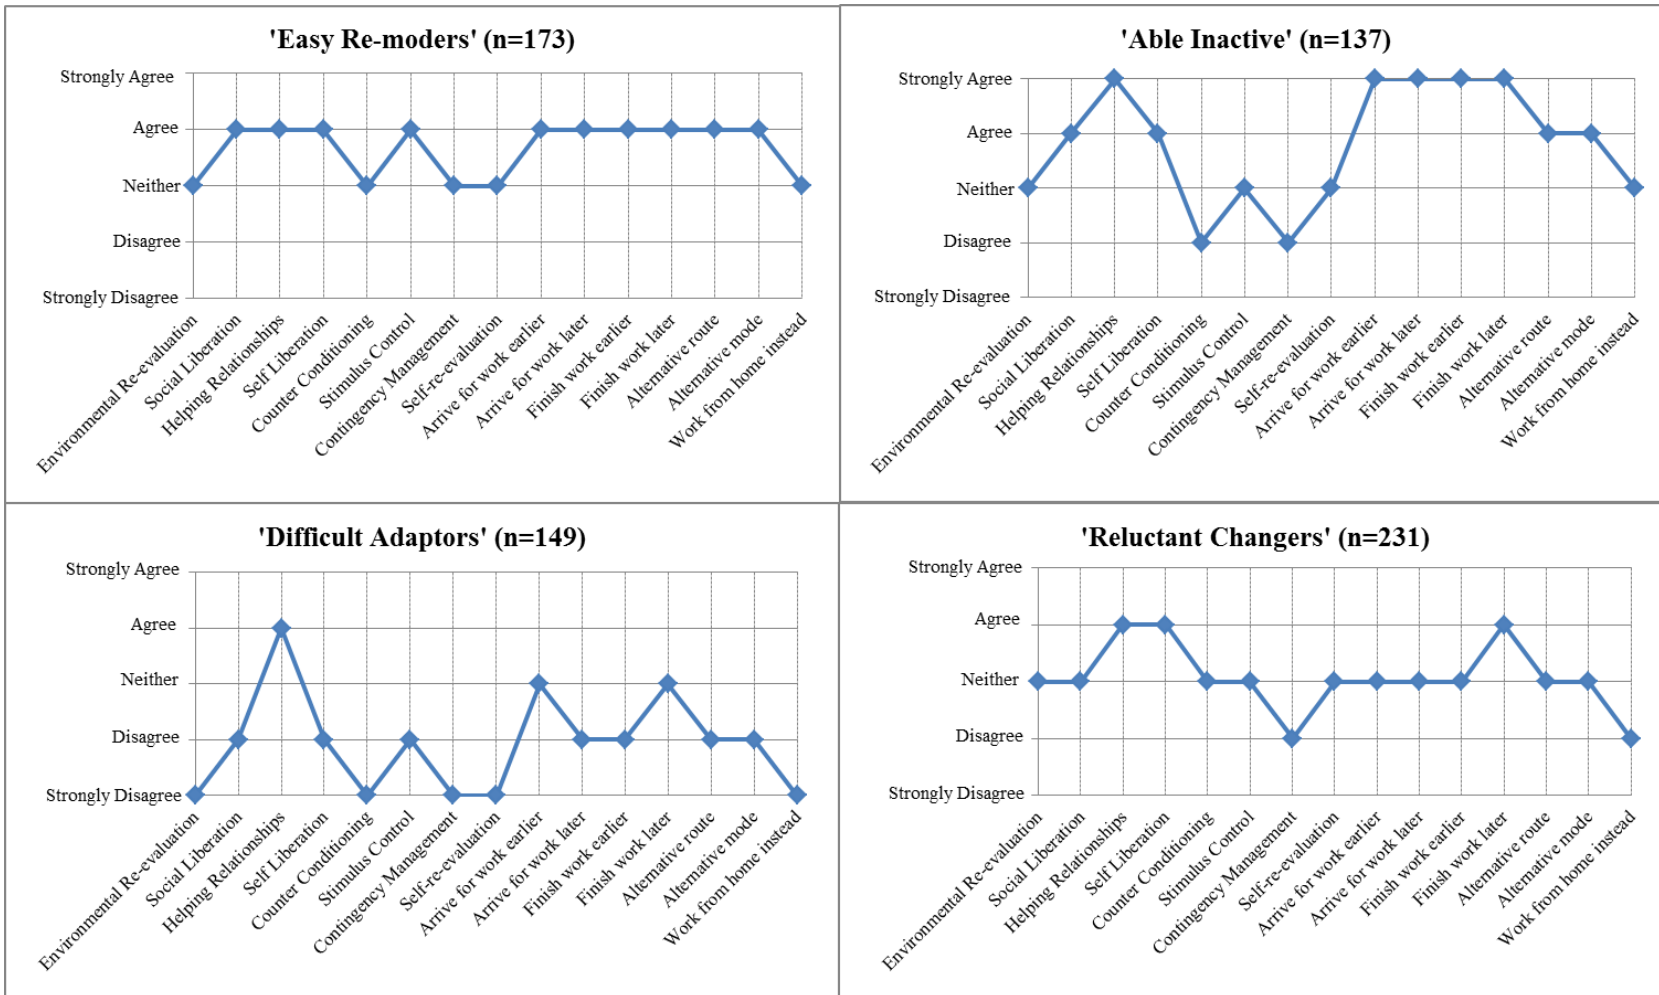 'Easy Re-moders' (n=173)
Strongly Agree
Agree
Neither
Disagree
Strongly Disagree
Environmental Re-evaluation
Social Liberation
Helping Relationships
Self Liberation
Counter Conditioning
Stimulus Control
Contingency Management
Self-re-evaluation
Arrive for work earlier
Arrive for work later
Finish work earlier
Finish work later
Alternative route
Alternative mode
Work from home instead
'Able Inactive' (n=137)
Strongly Agree
Agree
Neither
Disagree
Strongly Disagree
Environmental Re-evaluation
Social Liberation
Helping Relationships
Self Liberation
Counter Conditioning
Stimulus Control
Contingency Management
Self-re-evaluation
Arrive for work earlier
Arrive for work later
Finish work earlier
Finish work later
Alternative route
Alternative mode
Work from home instead
'Difficult Adaptors' (n=149)
Strongly Agree
Agree
Neither
Disagree
Strongly Disagree
Environmental Re-evaluation
Social Liberation
Helping Relationships
Self Liberation
Counter Conditioning
Stimulus Control
Contingency Management
Self-re-evaluation
Arrive for work earlier
Arrive for work later
Finish work earlier
Finish work later
Alternative route
Alternative mode
Work from home instead
'Reluctant Changers' (n=231)
Strongly Agree
Agree
Neither
Disagree
Strongly Disagree
Environmental Re-evaluation
Social Liberation
Helping Relationships
Self Liberation
Counter Conditioning
Stimulus Control
Contingency Management
Self-re-evaluation
Arrive for work earlier
Arrive for work later
Finish work earlier
Finish work later
Alternative route
Alternative mode
Work from home instead